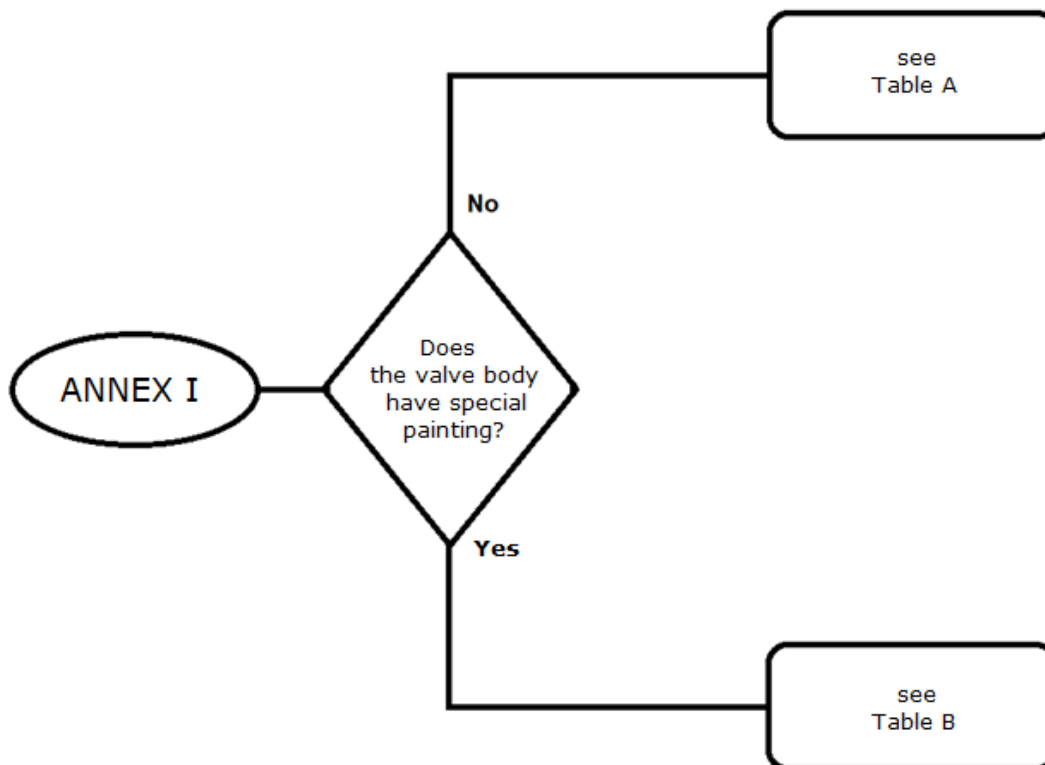 see
Table A
No
Does
the valve body
have special
painting?
ANNEX I
Yes
see
Table B